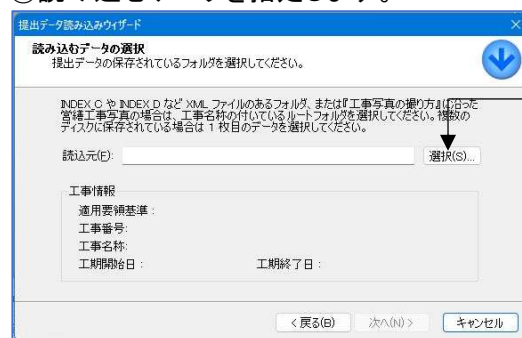 提出データ読み込みウィザード
読み込むデータの選択
提出データの保存されているフォルダを選択してください。
INDEX_C や INDEX_D など XML ファイルのあるフォルダ、または『工事写真の撮り方』に沿った
営繕工事写真の場合は、工事名称の付いているルートフォルダを選択してください。複数の
ディスクに保存されている場合は 1 枚目のデータを選択してください。
読込元(F):
選択(S)...
工事情報
適用要領基準 :
工事番号:
工事名称:
工期開始日 : 工期終了日 :
< 戻る(B) 次へ(N) > キャンセル